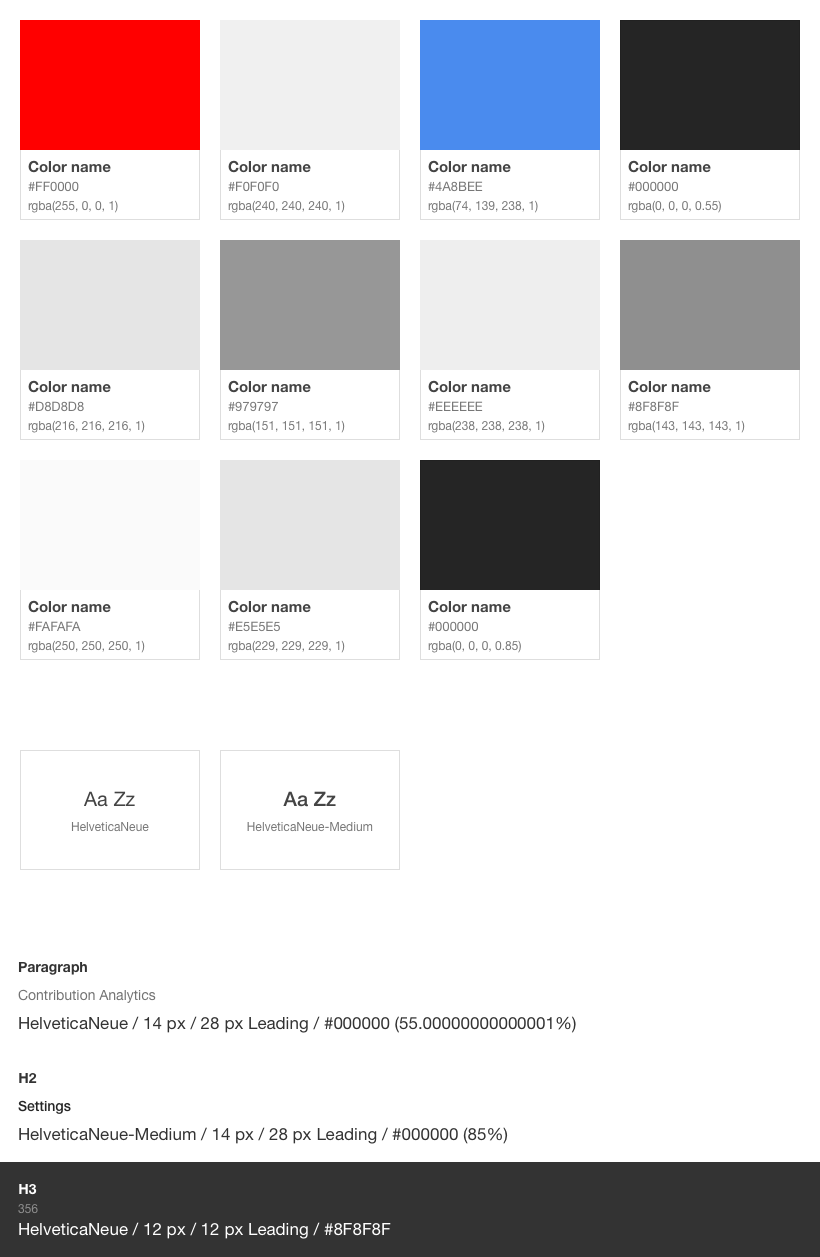 Color name
#FF0000
rgba(255, 0, 0, 1)
Color name
#F0F0F0
rgba(240, 240, 240, 1)
Color name
#4A8BEE
rgba(74, 139, 238, 1)
Color name
#000000
rgba(0, 0, 0, 0.55)
Color name
#D8D8D8
rgba(216, 216, 216, 1)
Color name
#979797
rgba(151, 151, 151, 1)
Color name
#EEEEEE
rgba(238, 238, 238, 1)
Color name
#8F8F8F
rgba(143, 143, 143, 1)
Color name
#FAFAFA
rgba(250, 250, 250, 1)
Color name
#E5E5E5
rgba(229, 229, 229, 1)
Color name
#000000
rgba(0, 0, 0, 0.85)
Aa Zz
HelveticaNeue
Aa Zz
HelveticaNeue-Medium
Paragraph
Contribution Analytics
HelveticaNeue / 14 px / 28 px Leading / #000000 (55.00000000000001%)
H2
Settings
HelveticaNeue-Medium / 14 px / 28 px Leading / #000000 (85%)
H3
356
HelveticaNeue / 12 px / 12 px Leading / #8F8F8F